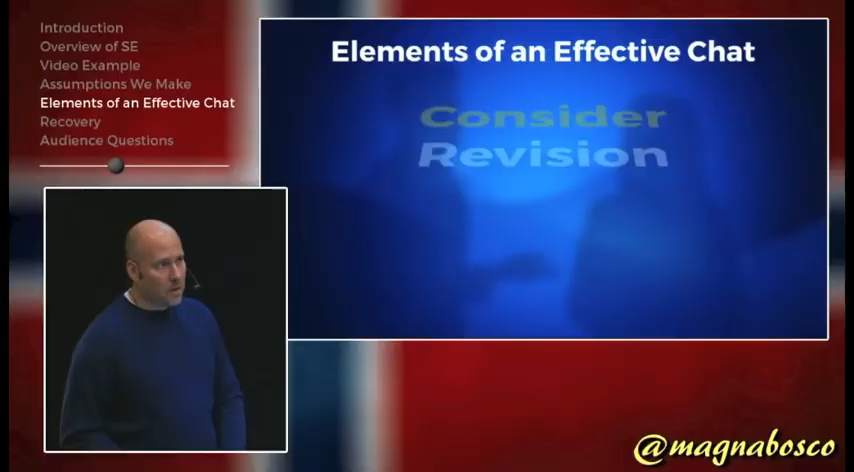 Introduction
Overview of SE
Video Example
Assumptions We Make
Elements of an Effective Chat
Recovery
Audience Questions
Elements of an Effective Chat
Consider
Revision
@magnabosco